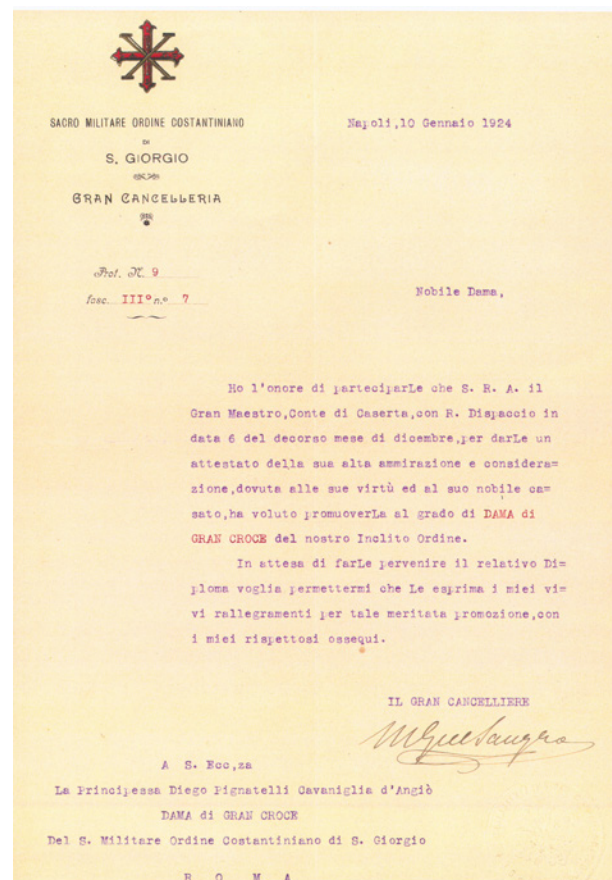 SACRO MILITARE ORDINE COSTANTINIANO
DI
S. GIORGIO
GRAN CANCELLERIA
Napoli,10 Gennaio 1924
Prot. N. 9
fasc. III° n.° 7
Nobile Dama,
Ho l'onore di parteciparLe che S. R. A. il
Gran Maestro,Conte di Caserta,con R. Dispaccio in
data 6 del decorso mese di dicembre,per darLe un
attestato della sua alta ammirazione e considera=
zione,dovuta alle sue virtù ed al suo nobile ca=
sato,ha voluto promuoverLa al grado di DAMA di
GRAN CROCE del nostro Inclito Ordine.
In attesa di farLe pervenire il relativo Di=
ploma voglia permettermi che Le esprima i miei vi=
vi rallegramenti per tale meritata promozione,con
i miei rispettosi ossequi.
IL GRAN CANCELLIERE
A S. Ecc,za
La Principessa Diego Pignatelli Cavaniglia d'Angiò
DAMA di GRAN CROCE
Del S. Militare Ordine Costantiniano di S. Giorgio
R O M A